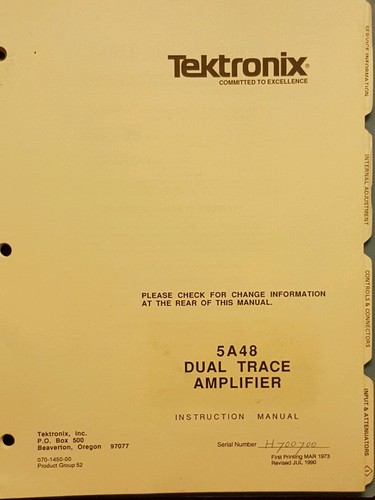 Tektronix®
COMMITTED TO EXCELLENCE
PLEASE CHECK FOR CHANGE INFORMATION
AT THE REAR OF THIS MANUAL.
5A48
DUAL TRACE
AMPLIFIER
INSTRUCTION MANUAL
Tektronix, Inc.
P.O. Box 500
Beaverton, Oregon 97077
070-1450-00
Product Group 52
Serial Number H700700
First Printing MAR 1973
Revised JUL 1990
SERVICE INFORMATION
INTERNAL ADJUSTMENT
CONTROLS & CONNECTORS
INPUT & ATTENUATORS